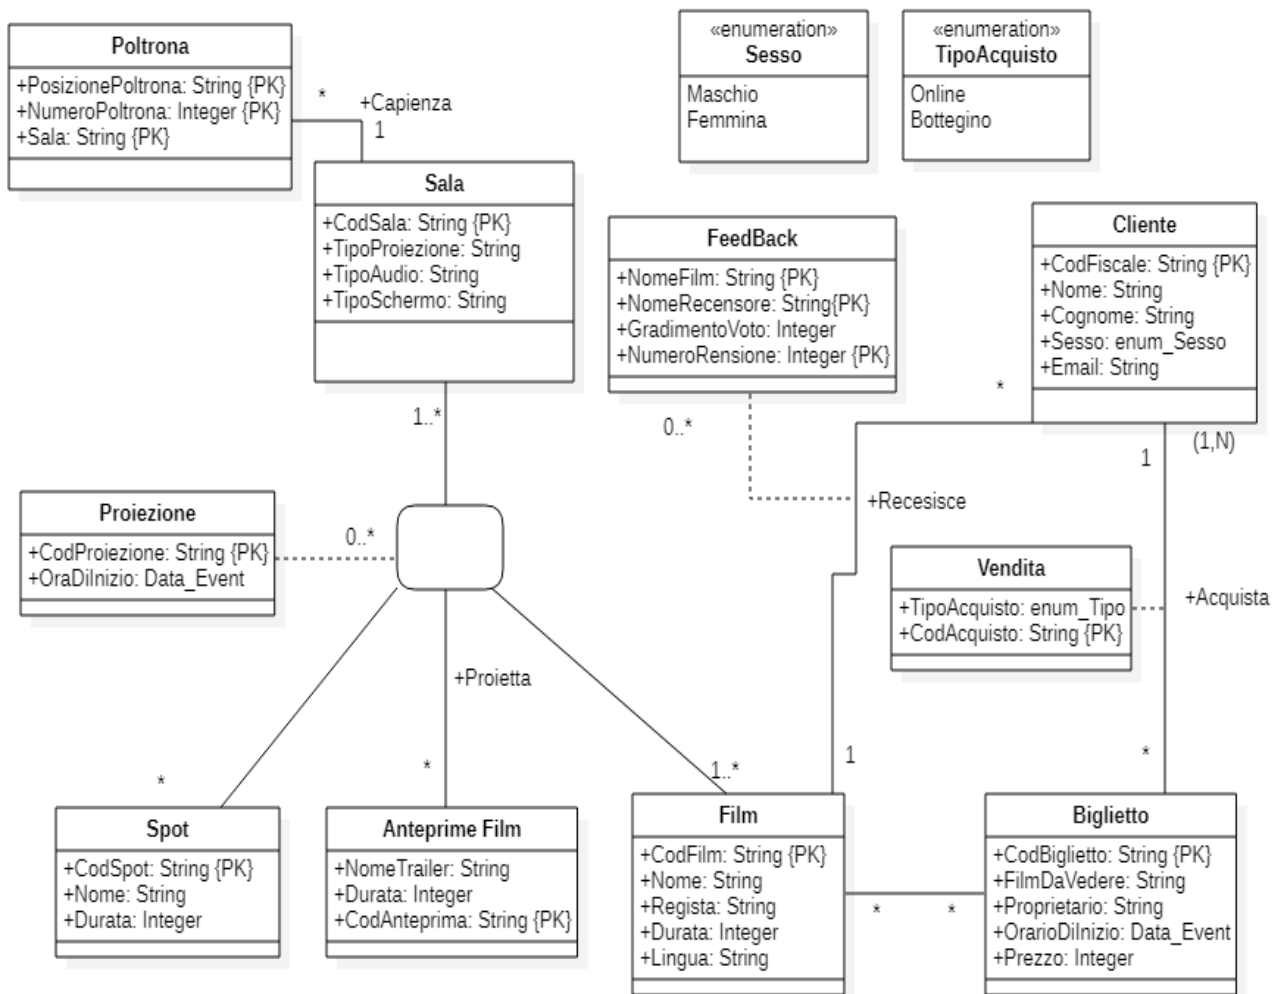 Poltrona
+PosizionePoltrona: String {PK}
+NumeroPoltrona: Integer {PK}
+Sala: String {PK}
*
+Capienza
1
«enumeration»
Sesso
Maschio
Femmina
«enumeration»
TipoAcquisto
Online
Bottegino
Sala
+CodSala: String {PK}
+TipoProiezione: String
+TipoAudio: String
+TipoSchermo: String
1..*
FeedBack
+NomeFilm: String {PK}
+NomeRecensore: String{PK}
+GradimentoVoto: Integer
+NumeroRensione: Integer {PK}
0..*
Cliente
+CodFiscale: String {PK}
+Nome: String
+Cognome: String
+Sesso: enum_Sesso
+Email: String
*
1
(1,N)
+Recesisce
Proiezione
+CodProiezione: String {PK}
+OraDiInizio: Data_Event
0..*
Vendita
+TipoAcquisto: enum_Tipo
+CodAcquisto: String {PK}
+Acquista
+Proietta
*
*
1..*
1
*
Spot
+CodSpot: String {PK}
+Nome: String
+Durata: Integer
Anteprime Film
+NomeTrailer: String
+Durata: Integer
+CodAnteprima: String {PK}
Film
+CodFilm: String {PK}
+Nome: String
+Regista: String
+Durata: Integer
+Lingua: String
*
*
Biglietto
+CodBiglietto: String {PK}
+FilmDaVedere: String
+Proprietario: String
+OrarioDiInizio: Data_Event
+Prezzo: Integer